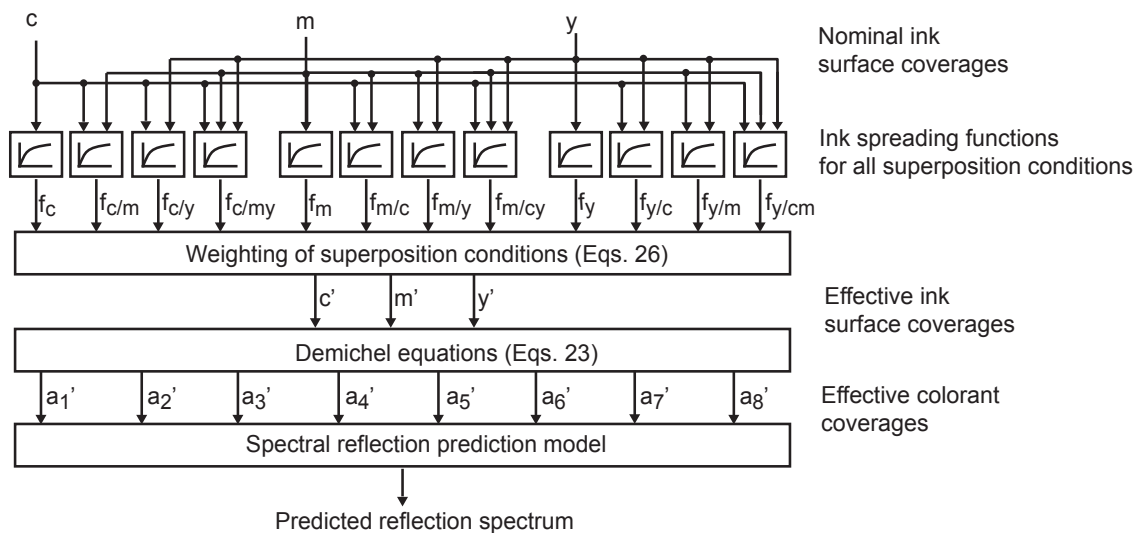 c
m
y
Nominal ink
surface coverages
Ink spreading functions
for all superposition conditions
fc
fc/m
fc/y
fc/my
fm
fm/c
fm/y
fm/cy
fy
fy/c
fy/m
fy/cm
Weighting of superposition conditions (Eqs. 26)
c’
m’
y’
Effective ink
surface coverages
Demichel equations (Eqs. 23)
a1’
a2’
a3’
a4’
a5’
a6’
a7’
a8’
Effective colorant
coverages
Spectral reflection prediction model
Predicted reflection spectrum